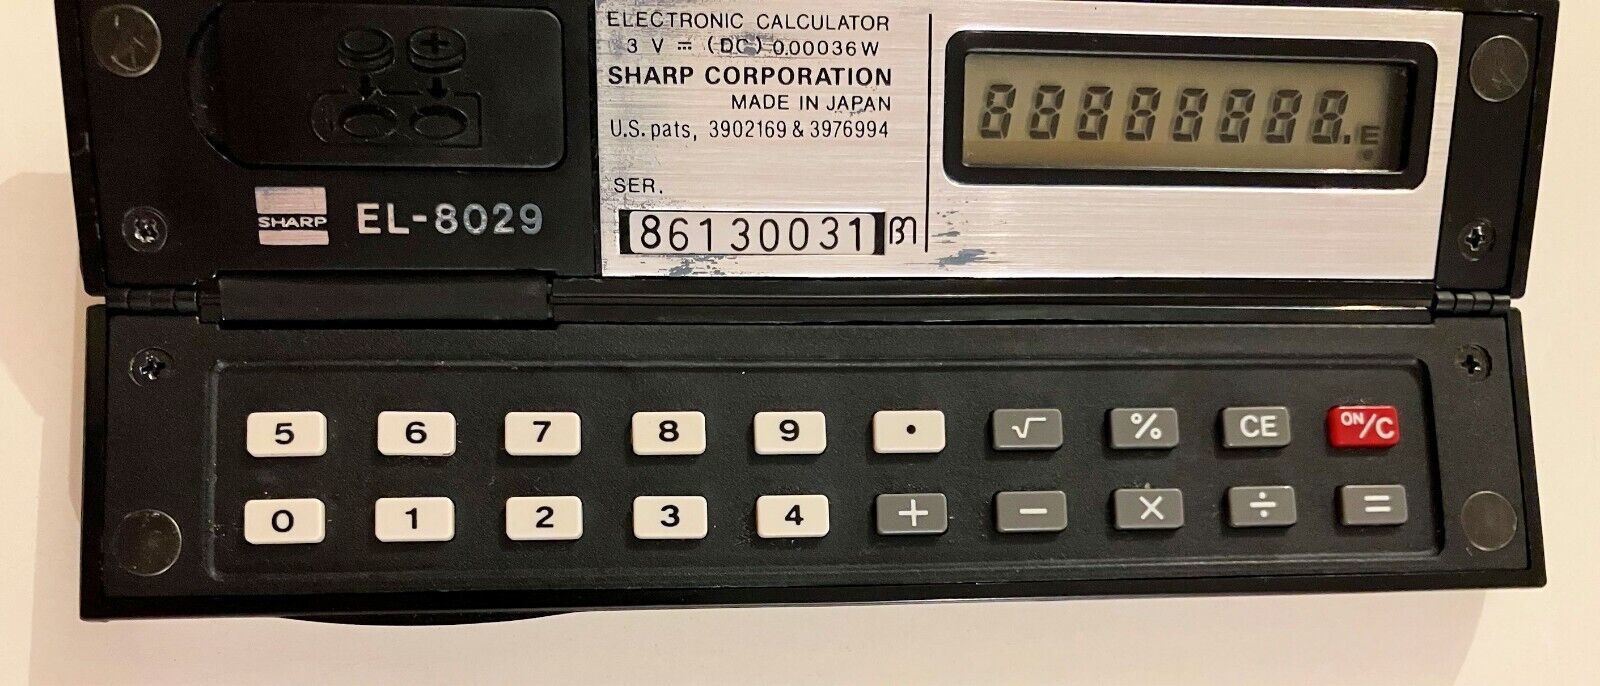 ELECTRONIC CALCULATOR
3 V ⎓ (DC) 0.00036W
SHARP CORPORATION
MADE IN JAPAN
U.S. pats, 3902169 & 3976994
SER.
86130031
SHARP EL-8029
88888888. E
5 6 7 8 9 • √ % CE ON/C
0 1 2 3 4 + − × ÷ =